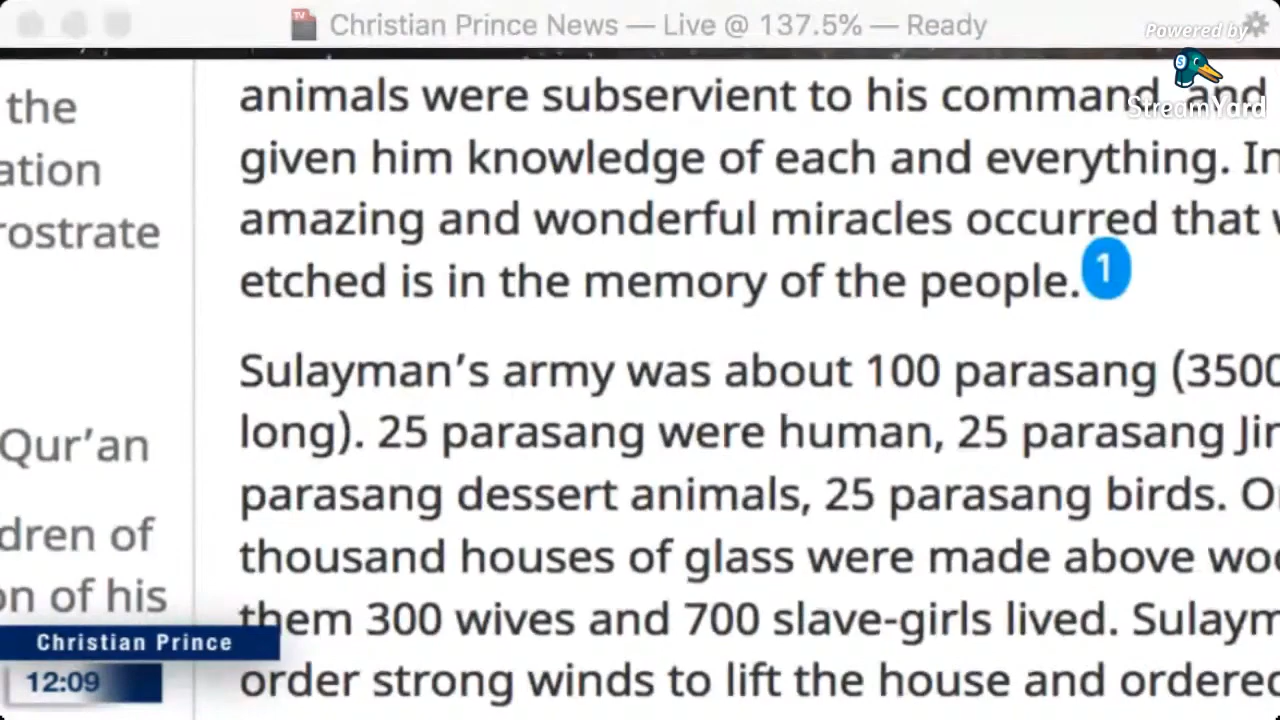 Christian Prince News — Live @ 137.5% — Ready
Powered by
StreamYard
the
ation
rostrate
Qur’an
dren of
on of his
animals were subservient to his command, and
given him knowledge of each and everything. In
amazing and wonderful miracles occurred that
etched is in the memory of the people.
1
Sulayman’s army was about 100 parasang (3500
long). 25 parasang were human, 25 parasang
parasang dessert animals, 25 parasang birds.
thousand houses of glass were made above
them 300 wives and 700 slave-girls lived.
order strong winds to lift the house and ordered
Christian Prince
12:09